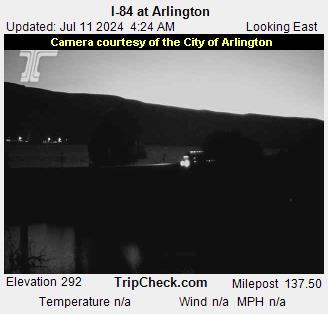 I-84 at Arlington
Updated: Jul 11 2024 4:24 AM Looking East
Camera courtesy of the City of Arlington
Elevation 292 TripCheck.com Milepost 137.50
Temperature n/a Wind n/a MPH n/a